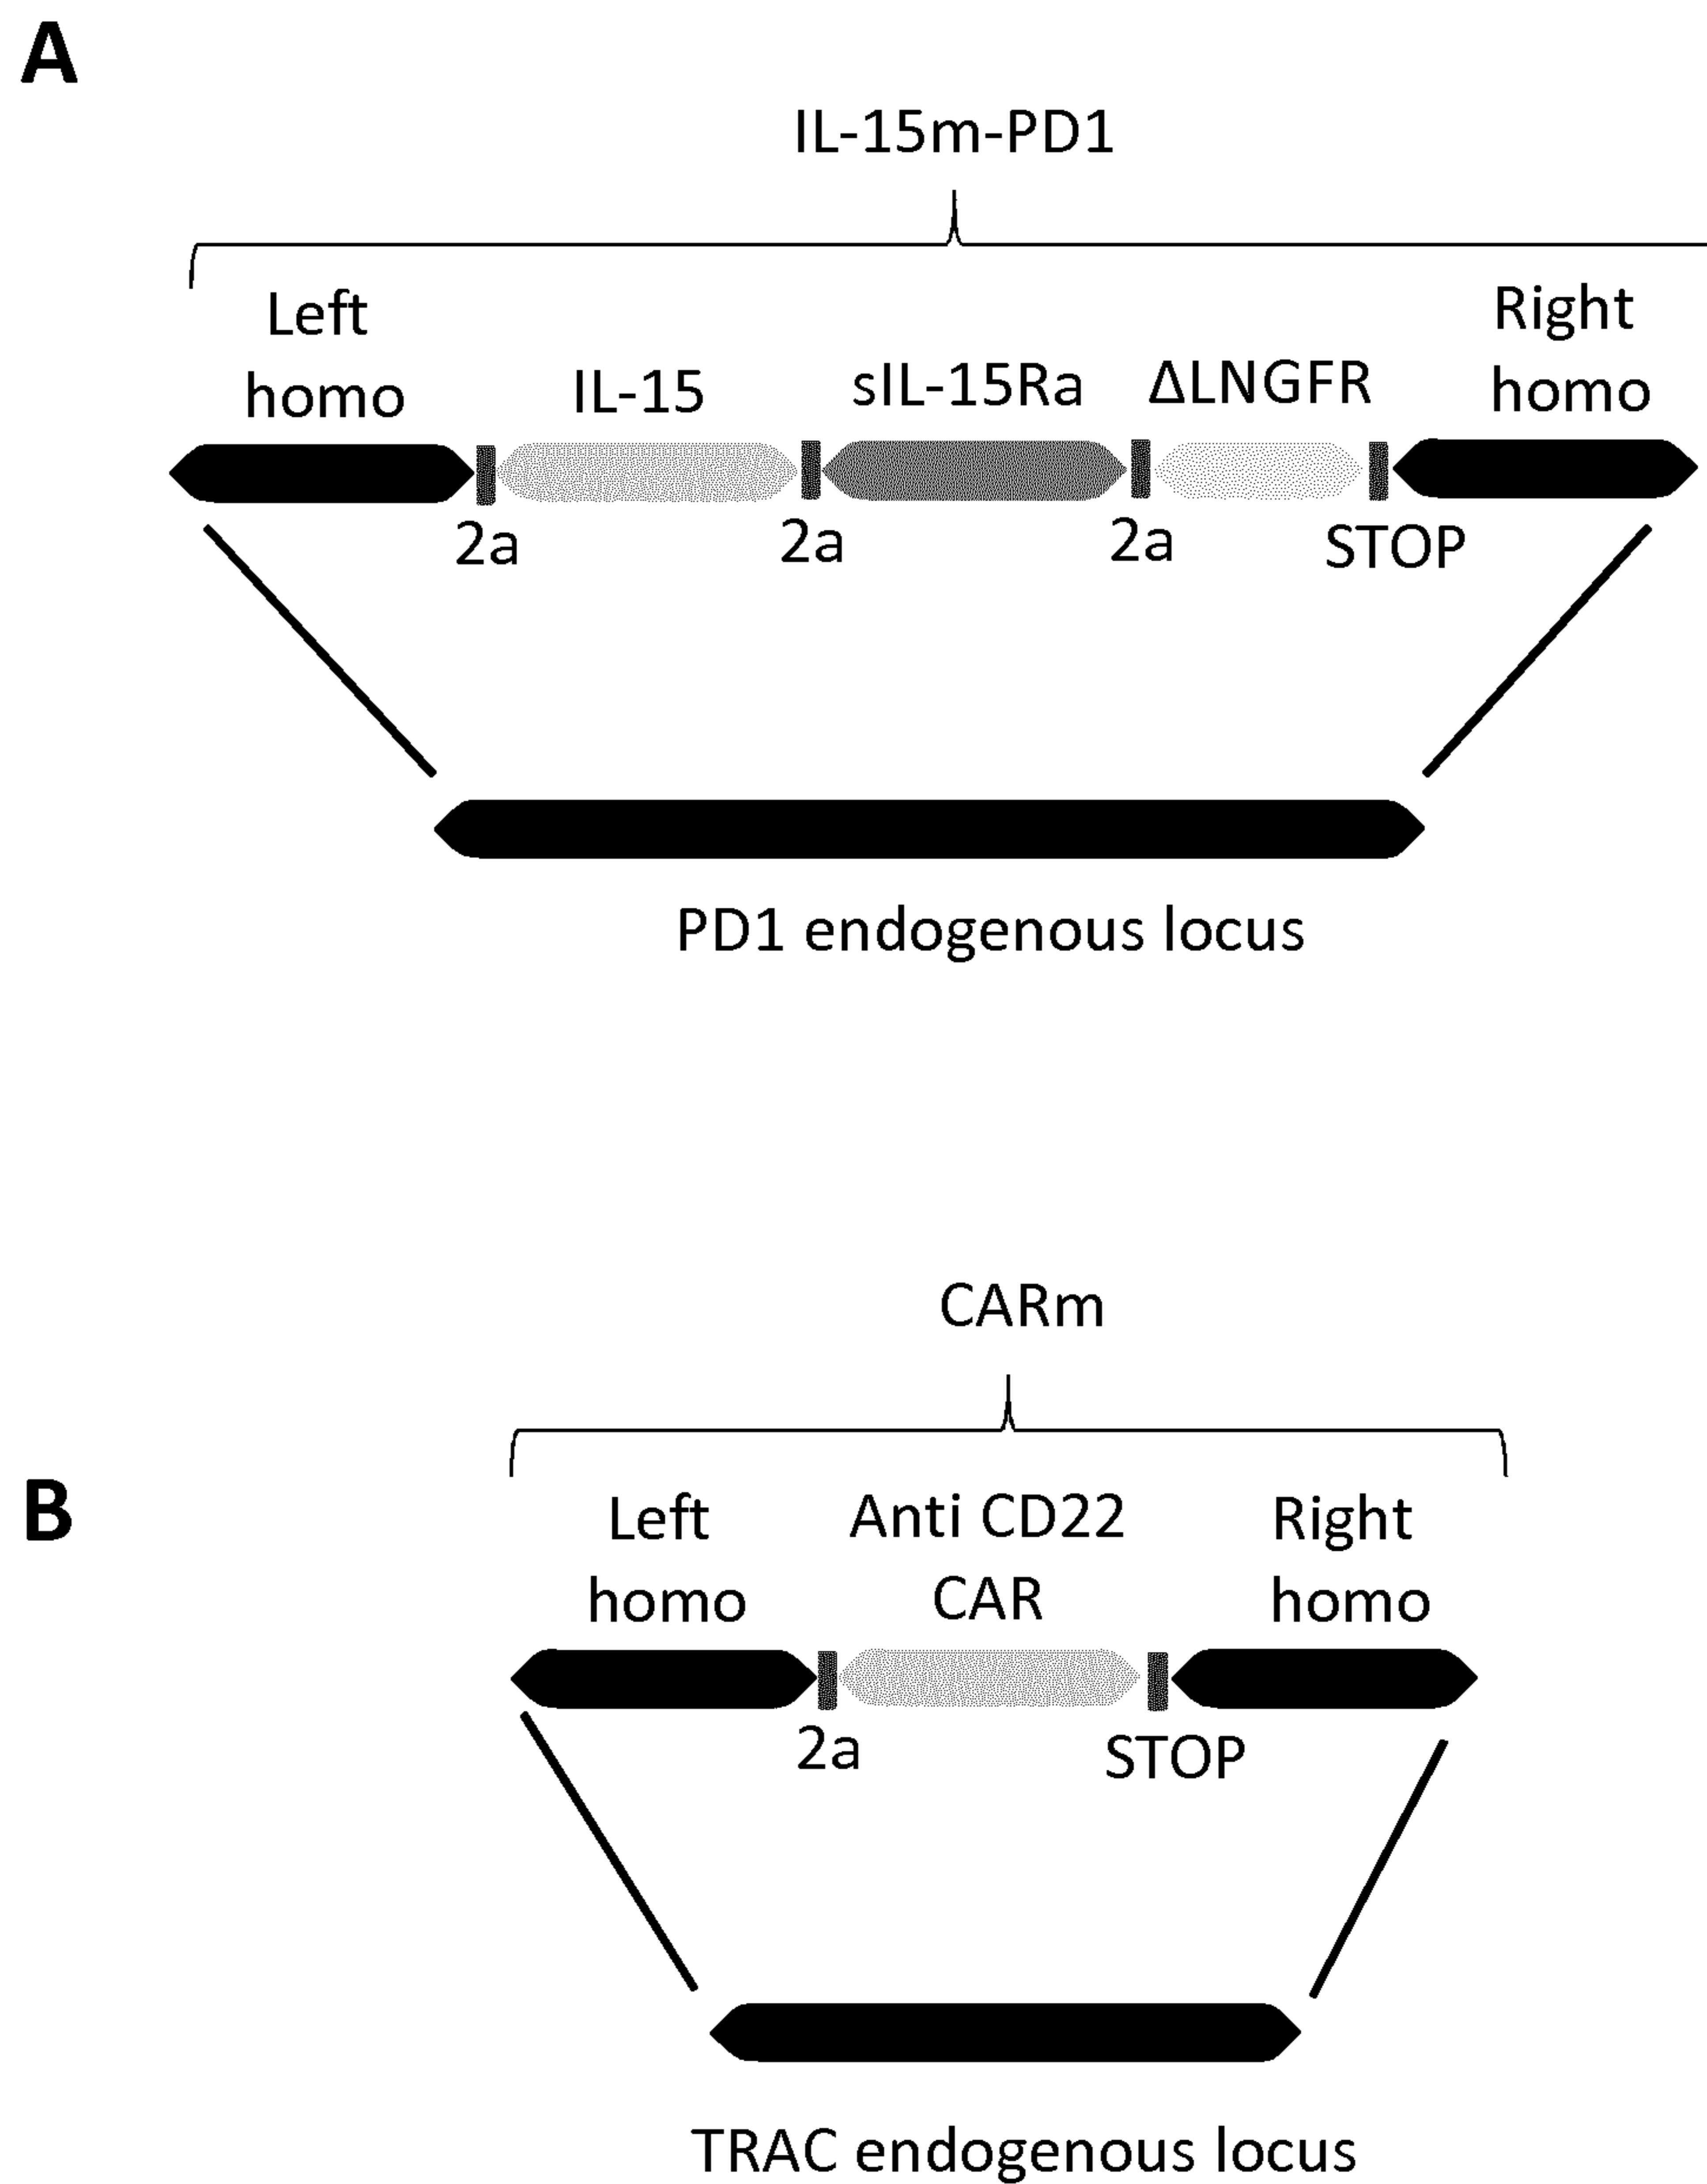 A
IL-15m-PD1
Left
homo
IL-15
sIL-15Ra
ΔLNGFR
Right
homo
2a
2a
2a
STOP
PD1 endogenous locus
CARm
B
Left
homo
Anti CD22
CAR
Right
homo
2a
STOP
TRAC endogenous locus